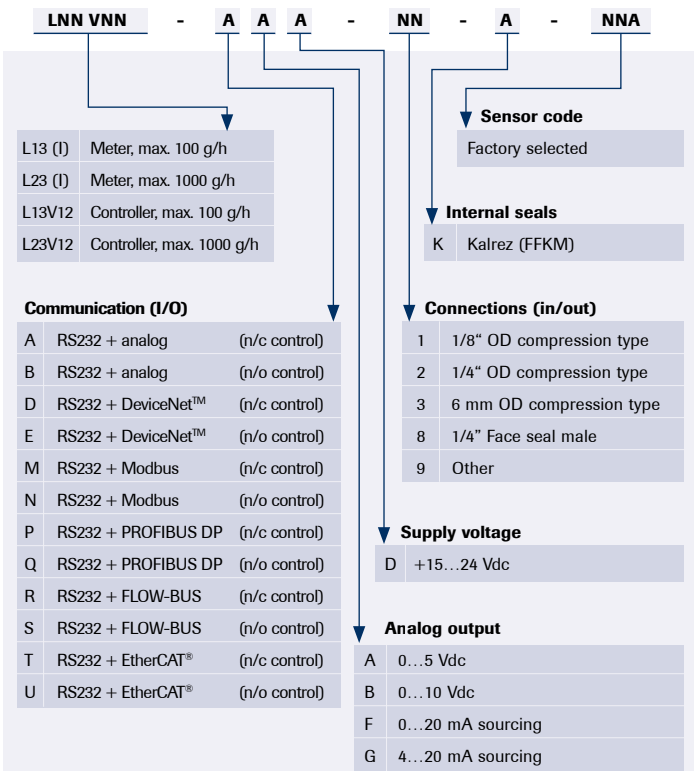 LNN VNN - A A A - NN - A - NNA
Sensor code
Factory selected
L13 (I) Meter, max. 100 g/h
L23 (I) Meter, max. 1000 g/h
L13V12 Controller, max. 100 g/h
L23V12 Controller, max. 1000 g/h
Internal seals
K Kalrez (FFKM)
Communication (I/O)
A RS232 + analog (n/c control)
B RS232 + analog (n/o control)
D RS232 + DeviceNet™ (n/c control)
E RS232 + DeviceNet™ (n/o control)
M RS232 + Modbus (n/c control)
N RS232 + Modbus (n/o control)
P RS232 + PROFIBUS DP (n/c control)
Q RS232 + PROFIBUS DP (n/o control)
R RS232 + FLOW-BUS (n/c control)
S RS232 + FLOW-BUS (n/o control)
T RS232 + EtherCAT® (n/c control)
U RS232 + EtherCAT® (n/o control)
Connections (in/out)
1 1/8“ OD compression type
2 1/4“ OD compression type
3 6 mm OD compression type
8 1/4” Face seal male
9 Other
Supply voltage
D +15…24 Vdc
Analog output
A 0…5 Vdc
B 0…10 Vdc
F 0…20 mA sourcing
G 4…20 mA sourcing